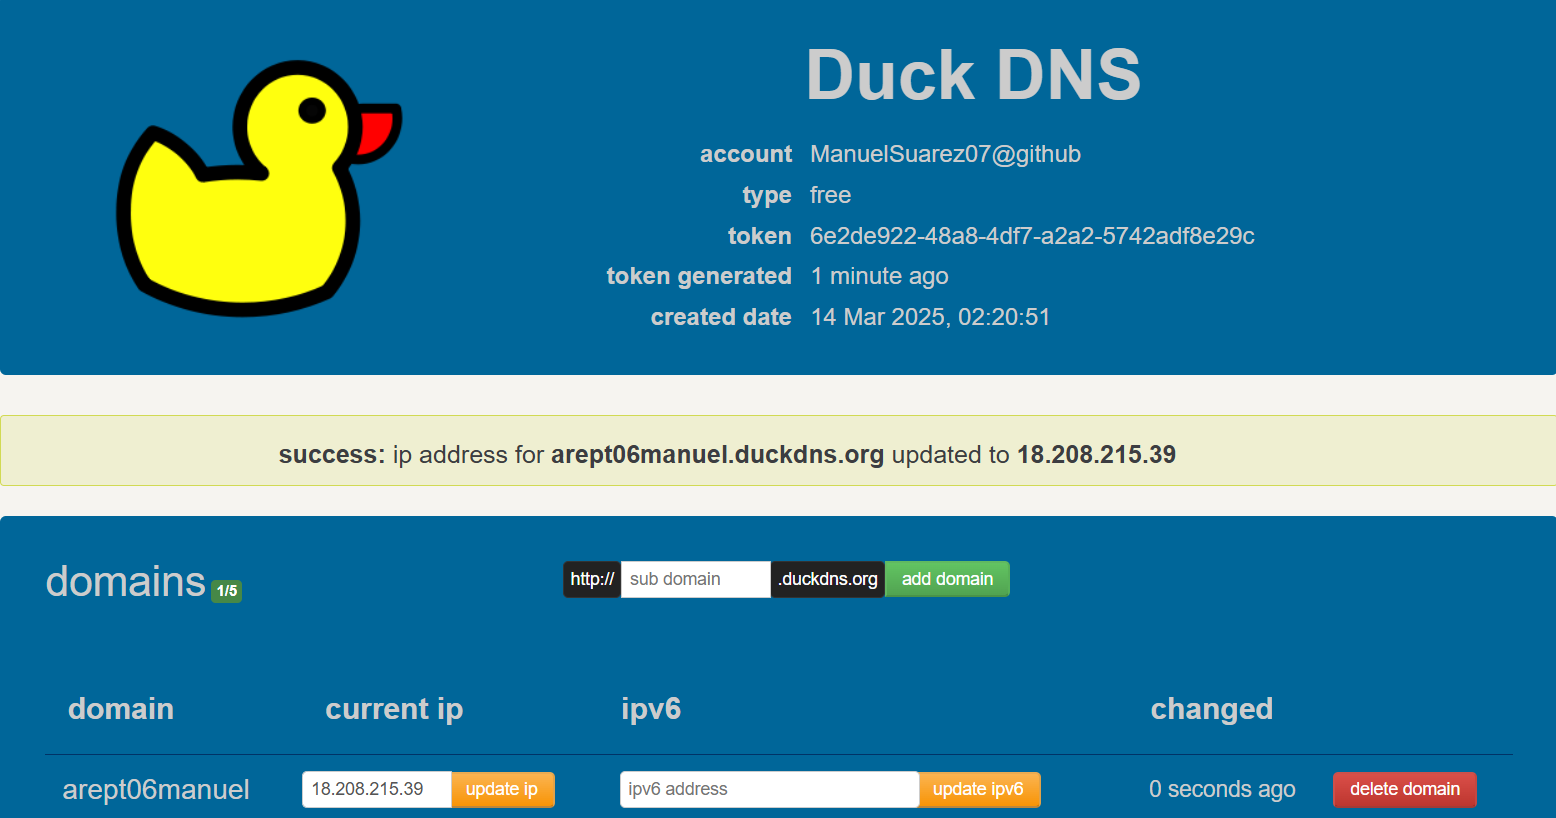 Duck DNS
account ManuelSuarez07@github
type free
token 6e2de922-48a8-4df7-a2a2-5742adf8e29c
token generated 1 minute ago
created date 14 Mar 2025, 02:20:51
success: ip address for arept06manuel.duckdns.org updated to 18.208.215.39
domains 1/5 http:// sub domain .duckdns.org add domain
domain current ip ipv6 changed
arept06manuel 18.208.215.39 update ip ipv6 address update ipv6 0 seconds ago delete domain